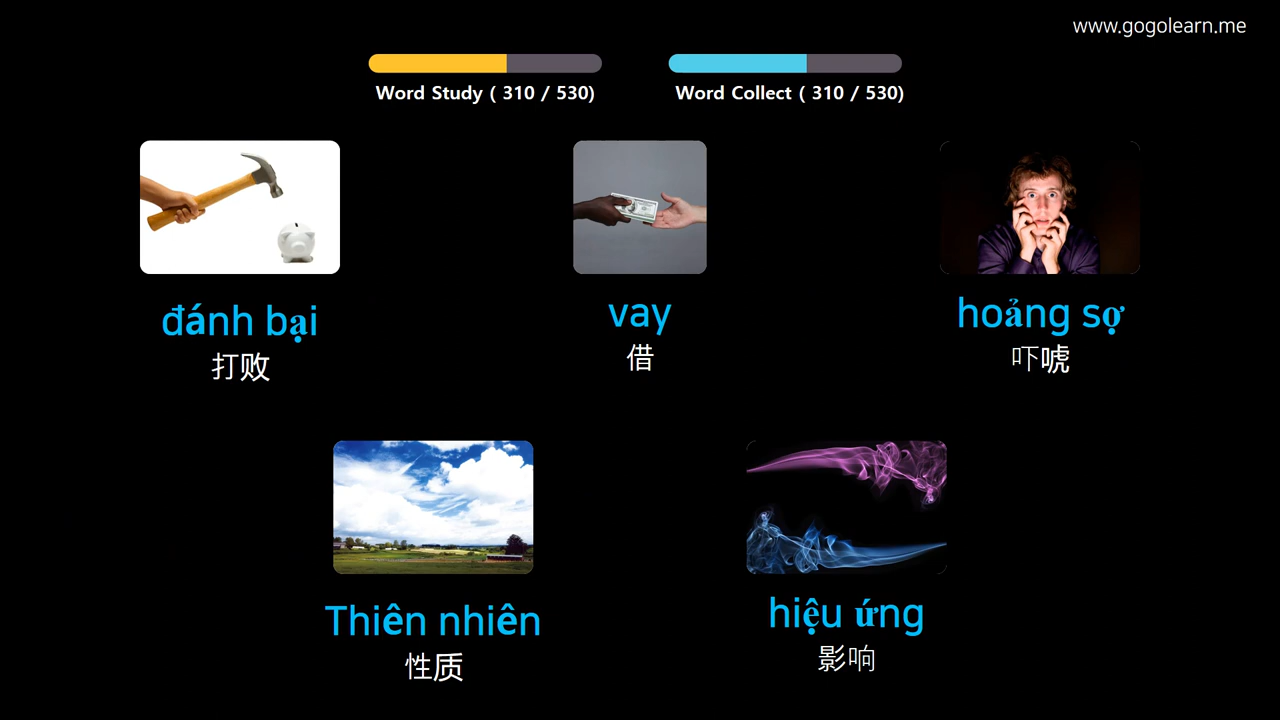 www.gogolearn.me
Word Study ( 310 / 530)
Word Collect ( 310 / 530)
đánh bại
打败
vay
借
hoảng sợ
吓唬
Thiên nhiên
性质
hiệu ứng
影响